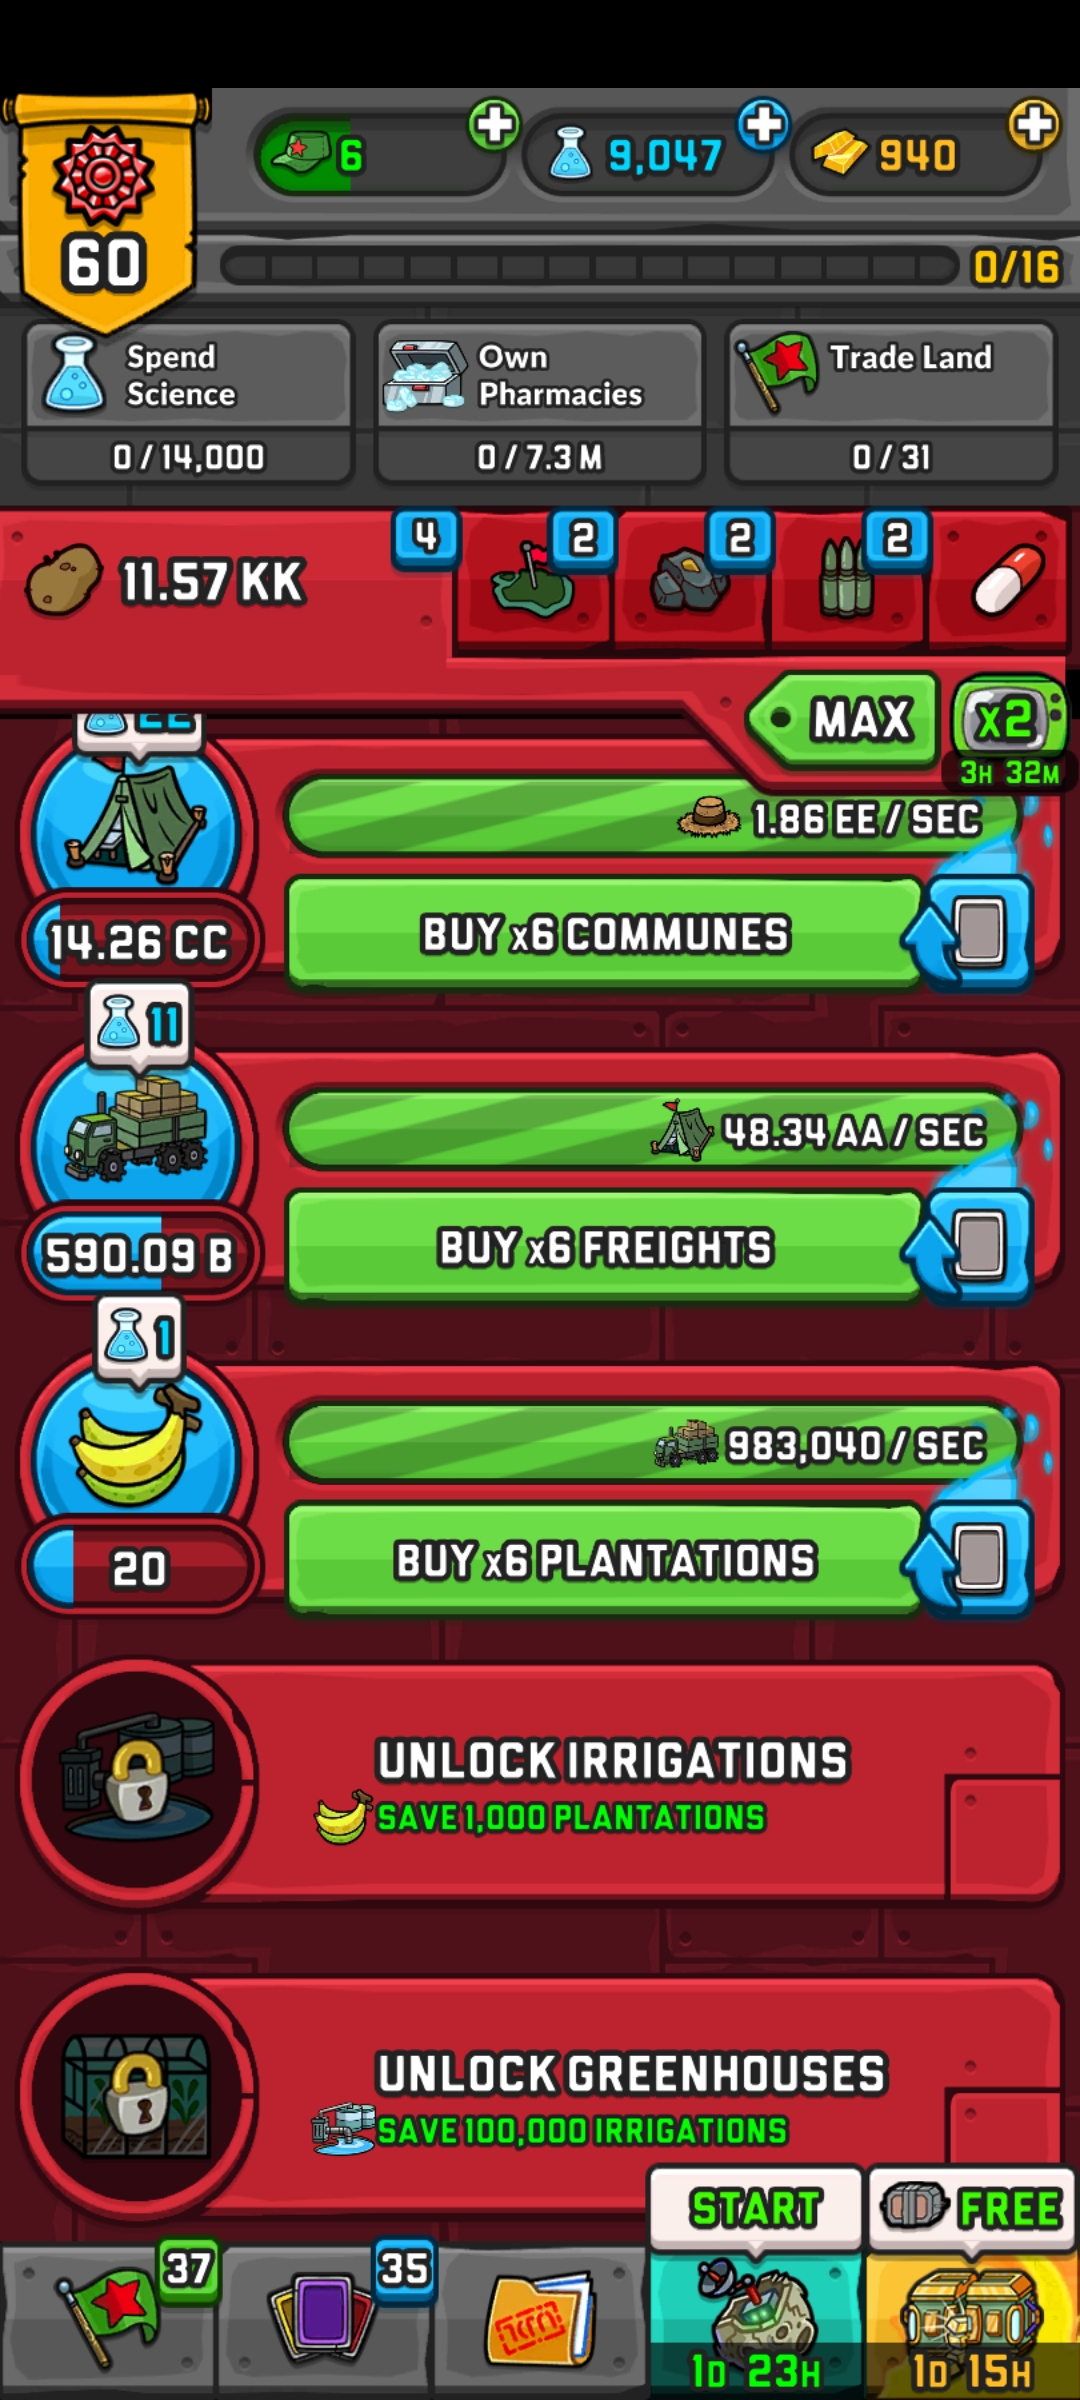 6
9,047
940
60
0/16
Spend
Science
0/14,000
Own
Pharmacies
0/7.3 M
Trade Land
0/31
11.57 KK
4
2
2
2
MAX
x2
3H 32M
22
1.86 EE / SEC
14.26 CC
BUY x6 COMMUNES
11
48.34 AA / SEC
590.09 B
BUY x6 FREIGHTS
1
983,040 / SEC
20
BUY x6 PLANTATIONS
UNLOCK IRRIGATIONS
SAVE 1,000 PLANTATIONS
UNLOCK GREENHOUSES
SAVE 100,000 IRRIGATIONS
START
FREE
37
35
1D 23H
1D 15H